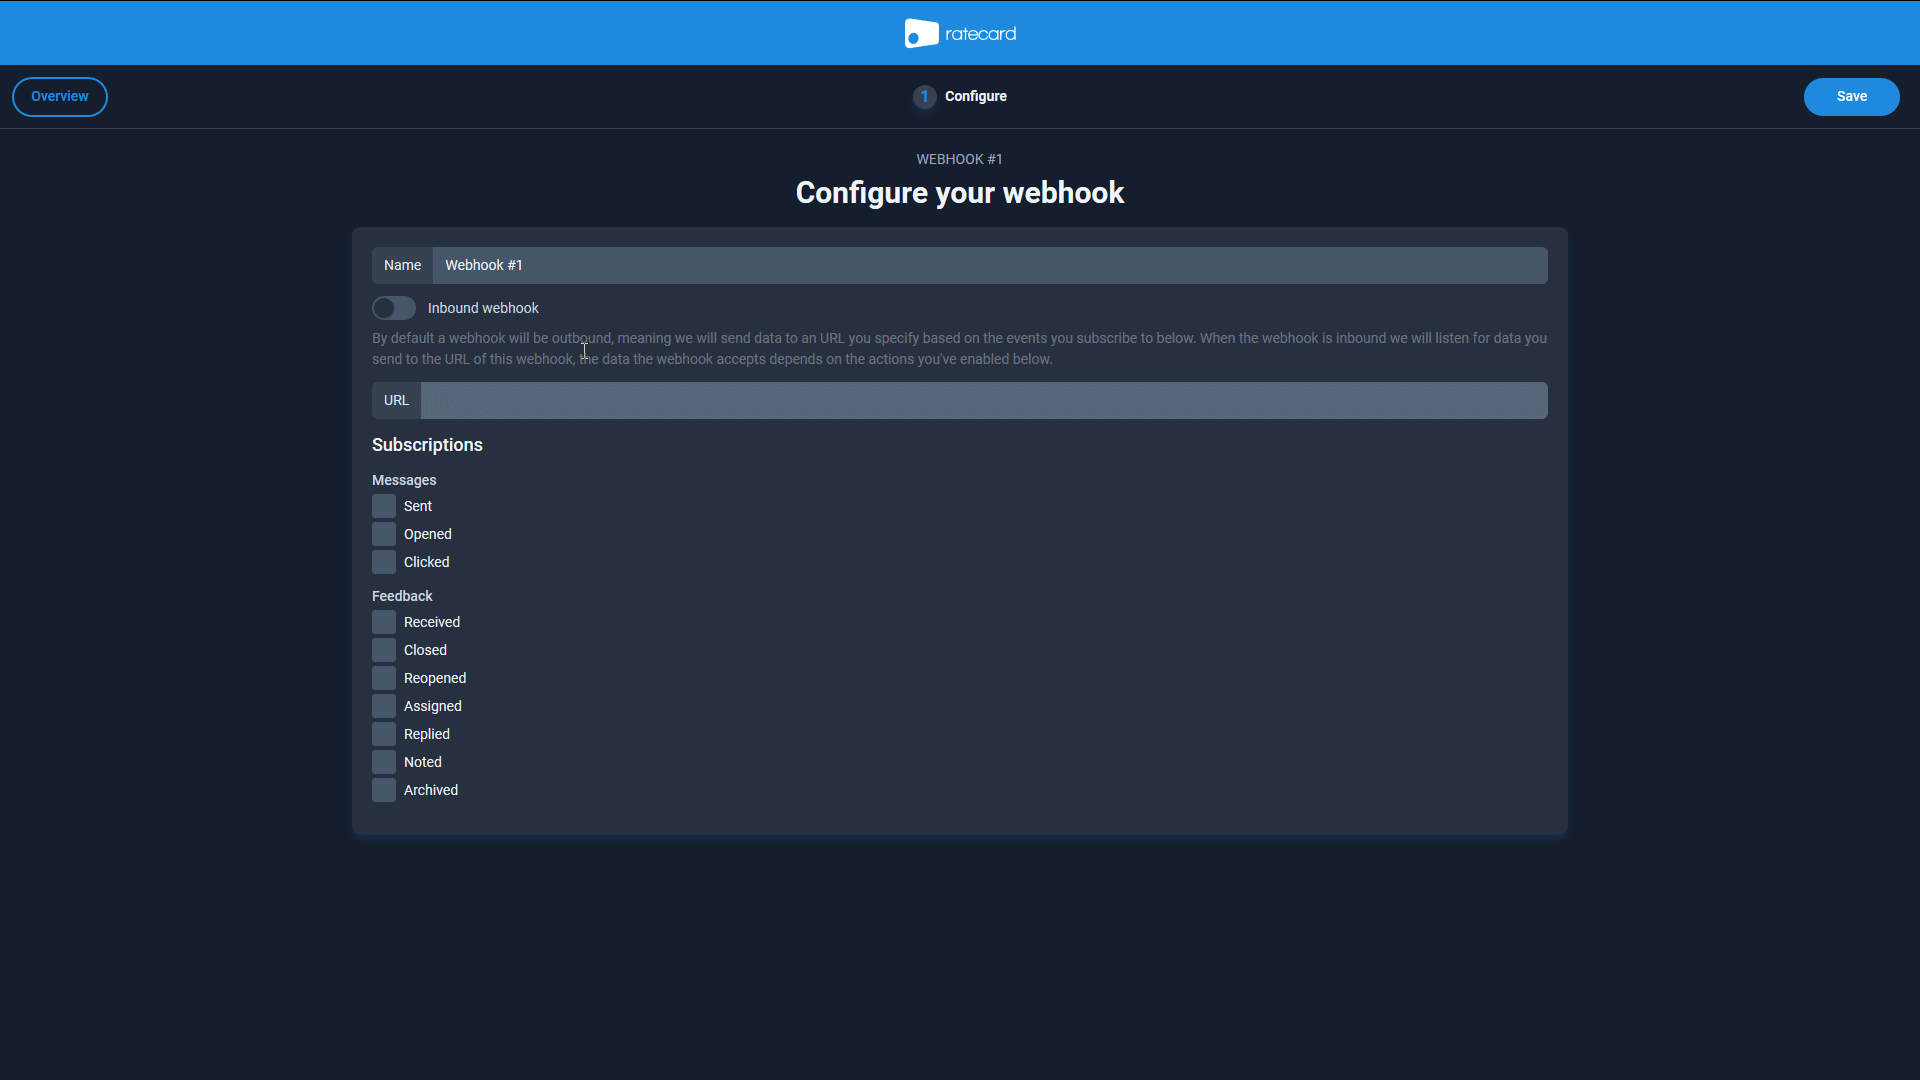 ratecard
Overview
1 Configure
Save
WEBHOOK #1
Configure your webhook
Name Webhook #1
Inbound webhook
By default a webhook will be outbound, meaning we will send data to an URL you specify based on the events you subscribe to below. When the webhook is inbound we will listen for data you
send to the URL of this webhook, the data the webhook accepts depends on the actions you've enabled below.
URL
Subscriptions
Messages
Sent
Opened
Clicked
Feedback
Received
Closed
Reopened
Assigned
Replied
Noted
Archived